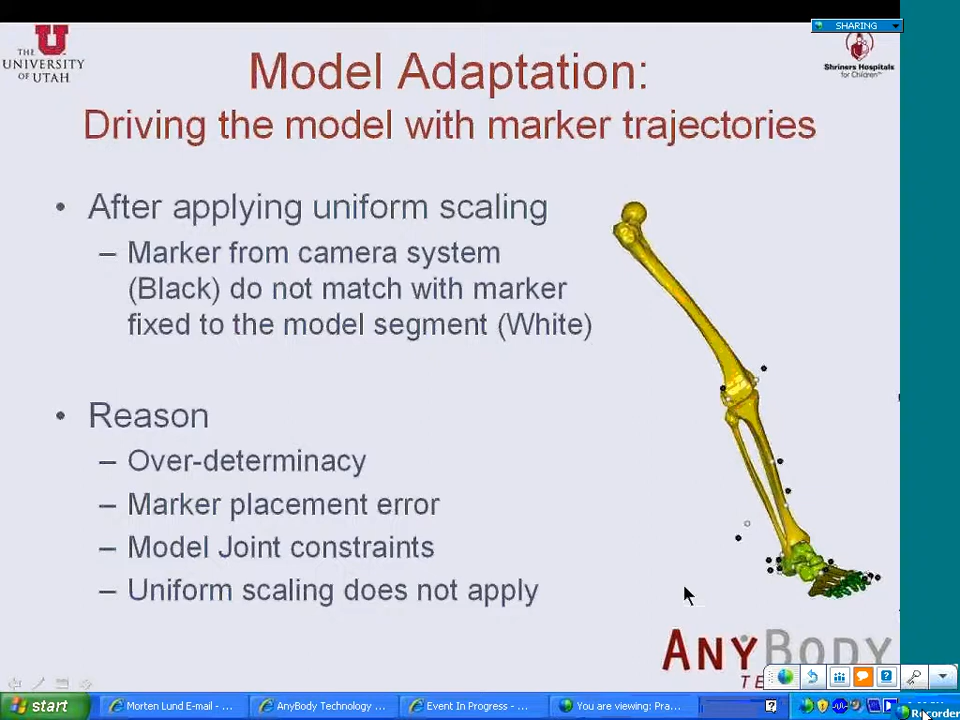 SHARING
THE
UNIVERSITY
OF UTAH
Shriners Hospitals
for Children™
Model Adaptation:
Driving the model with marker trajectories
• After applying uniform scaling
– Marker from camera system
(Black) do not match with marker
fixed to the model segment (White)
• Reason
– Over-determinacy
– Marker placement error
– Model Joint constraints
– Uniform scaling does not apply
ANYBODY
start
Morten Lund E-mail - ...
AnyBody Technology ...
Event In Progress - ...
You are viewing: Pra...
Recorder